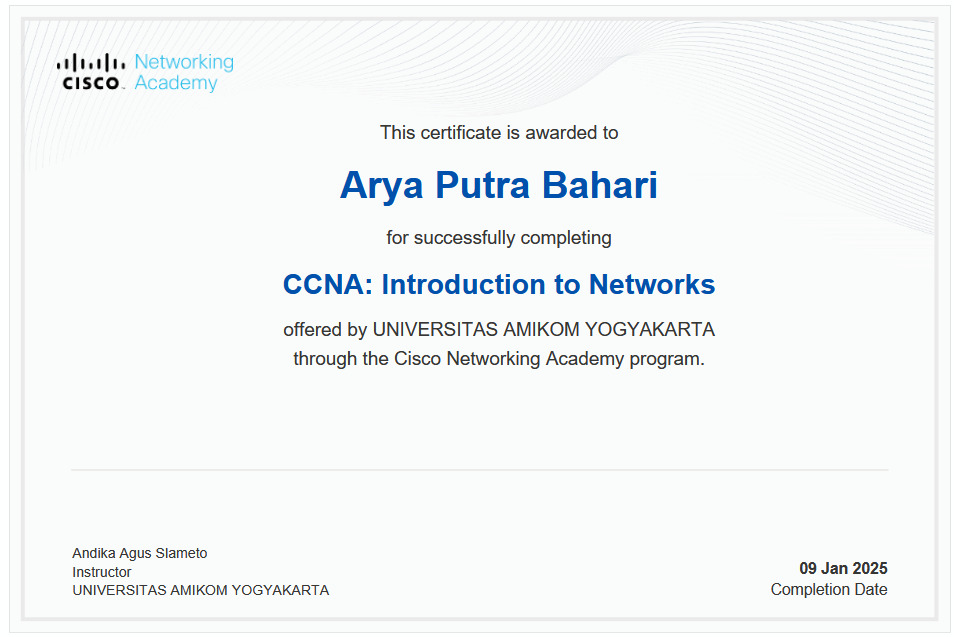 Networking
CISCO Academy
This certificate is awarded to
Arya Putra Bahari
for successfully completing
CCNA: Introduction to Networks
offered by UNIVERSITAS AMIKOM YOGYAKARTA
through the Cisco Networking Academy program.
Andika Agus Slameto
Instructor
UNIVERSITAS AMIKOM YOGYAKARTA
09 Jan 2025
Completion Date